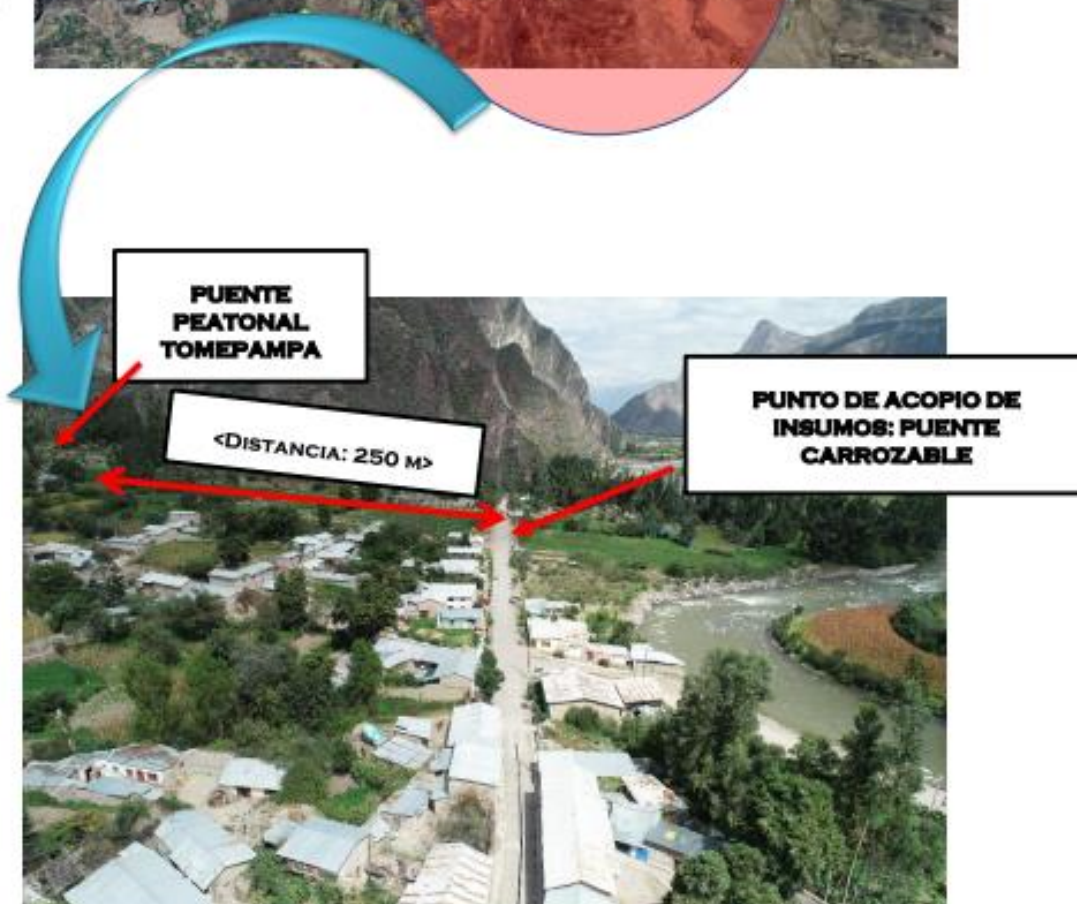 PUENTE
PEATONAL
TOMEPAMPA
<DISTANCIA: 250 M>
PUNTO DE ACOPIO DE
INSUMOS: PUENTE
CARROZABLE